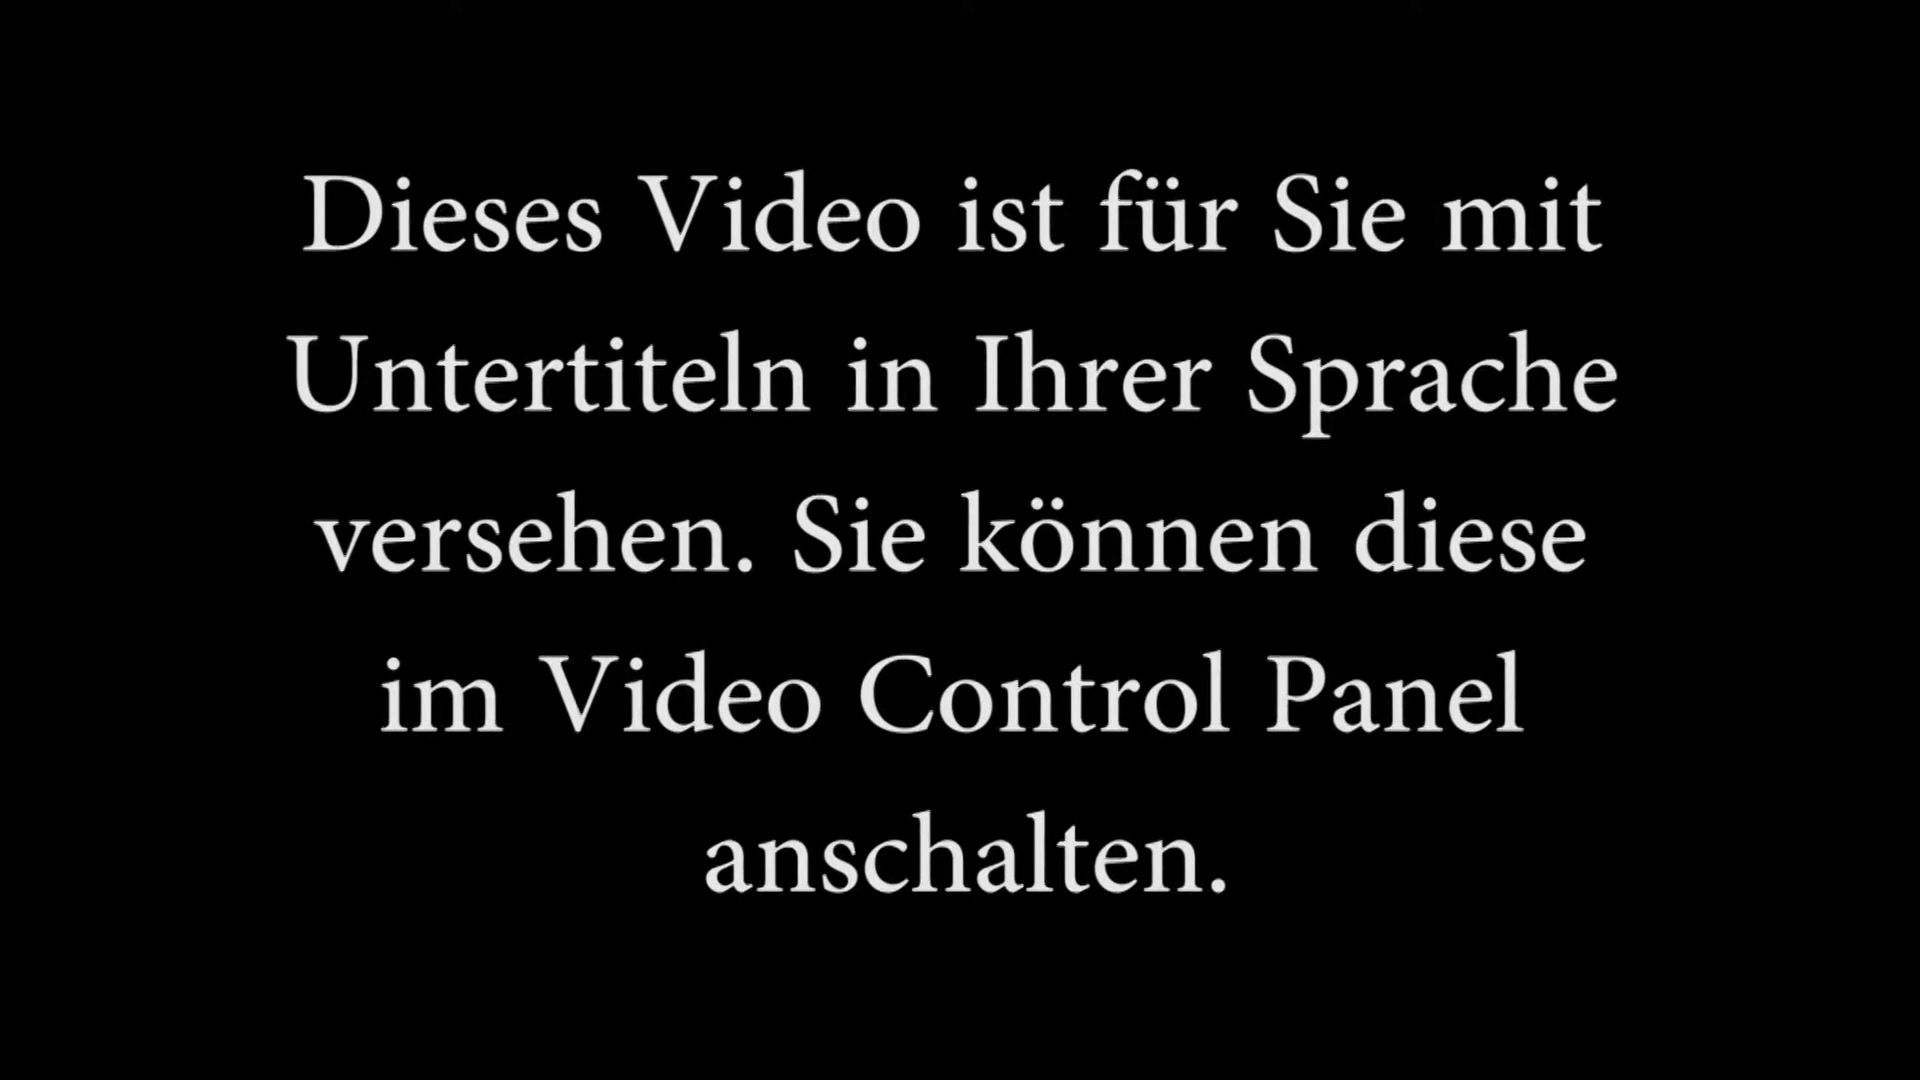 Dieses Video ist für Sie mit
Untertiteln in Ihrer Sprache
versehen. Sie können diese
im Video Control Panel
anschalten.